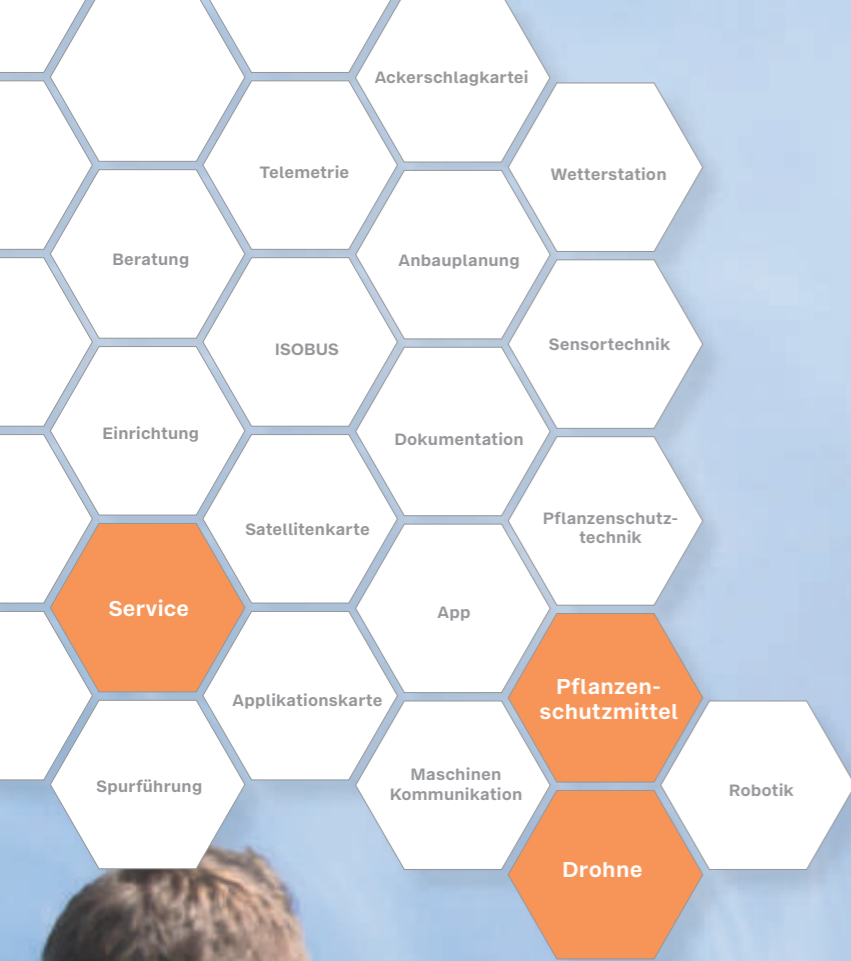 Ackerschlagkartei
Telemetrie
Wetterstation
Beratung
Anbauplanung
ISOBUS
Sensortechnik
Einrichtung
Dokumentation
Satellitenkarte
Pflanzenschutz-
technik
Service
App
Applikationskarte
Pflanzen-
schutzmittel
Spurführung
Maschinen
Kommunikation
Robotik
Drohne